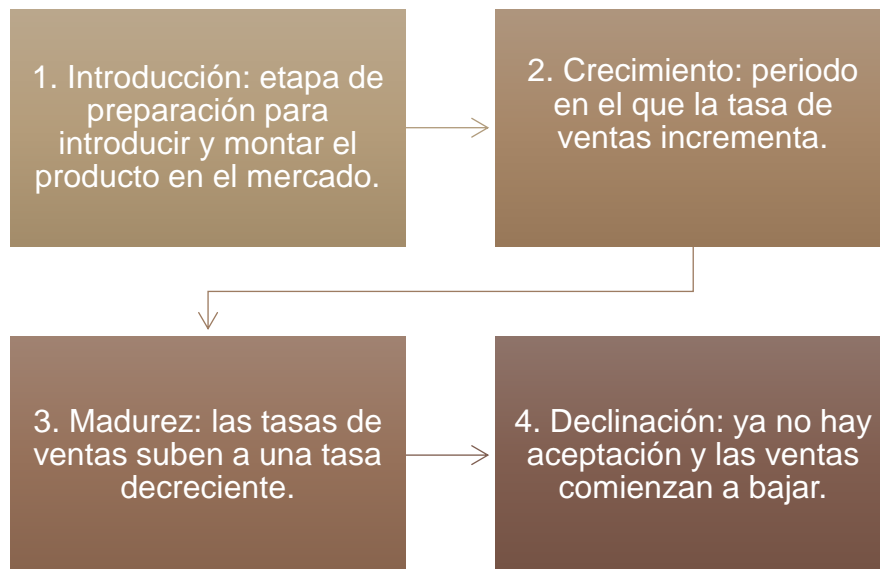 1. Introducción: etapa de
preparación para
introducir y montar el
producto en el mercado.
2. Crecimiento: periodo
en el que la tasa de
ventas incrementa.
3. Madurez: las tasas de
ventas suben a una tasa
decreciente.
4. Declinación: ya no hay
aceptación y las ventas
comienzan a bajar.